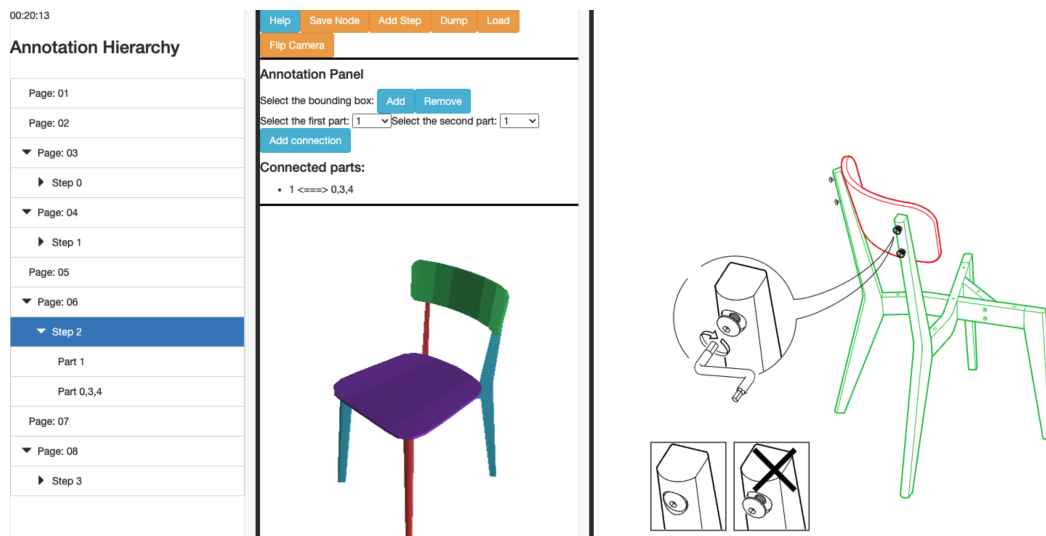 00:20:13
Annotation Hierarchy
Page: 01
Page: 02
Page: 03
Step 0
Page: 04
Step 1
Page: 05
Page: 06
Step 2
Part 1
Part 0,3,4
Page: 07
Page: 08
Step 3
Help Save Node Add Step Dump Load
Flip Camera
Annotation Panel
Select the bounding box: Add Remove
Select the first part: 1 Select the second part: 1
Add connection
Connected parts:
1 <===> 0,3,4